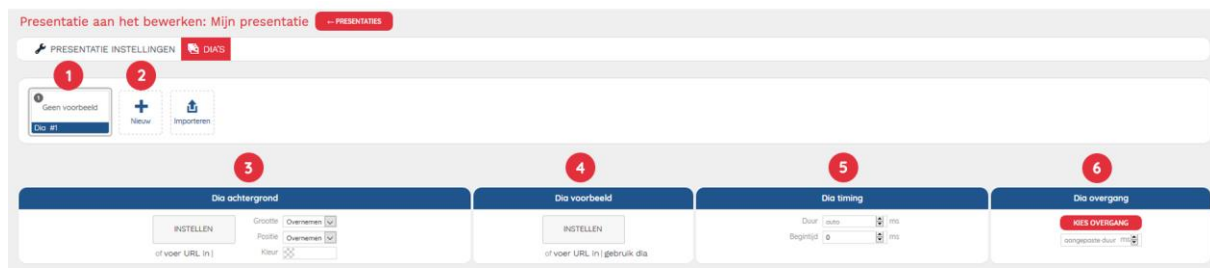 Presentatie aan het bewerken: Mijn presentatie ← PRESENTATIES
PRESENTATIE INSTELLINGEN DIA'S
1 2
1
Geen voorbeeld
Dia #1
Nieuw
Importeren
3 4 5 6
Dia achtergrond
INSTELLEN
of voer URL in |
Grootte Overnemen
Positie Overnemen
Kleur
Dia voorbeeld
INSTELLEN
of voer URL in | gebruik dia
Dia timing
Duur auto ms
Begintijd 0 ms
Dia overgang
KIES OVERGANG
aangepaste duur ms